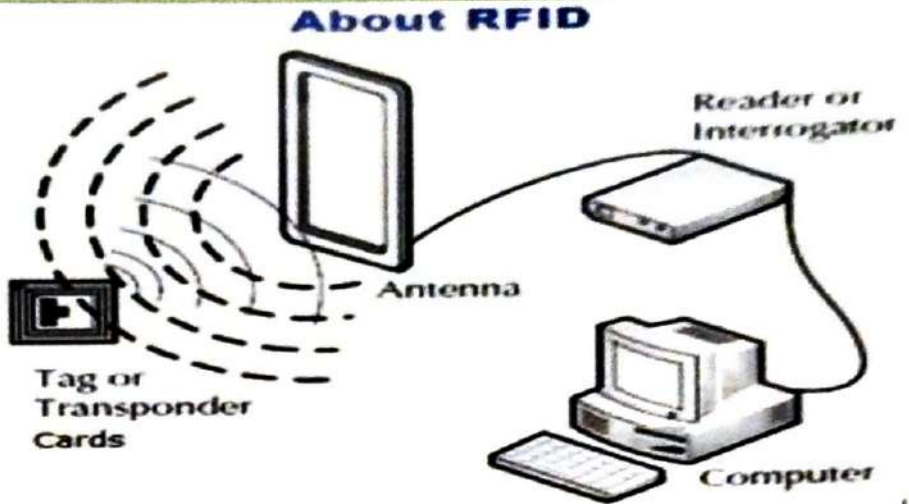 About RFID
Reader or
Interrogator
Antenna
Tag or
Transponder
Cards
Computer